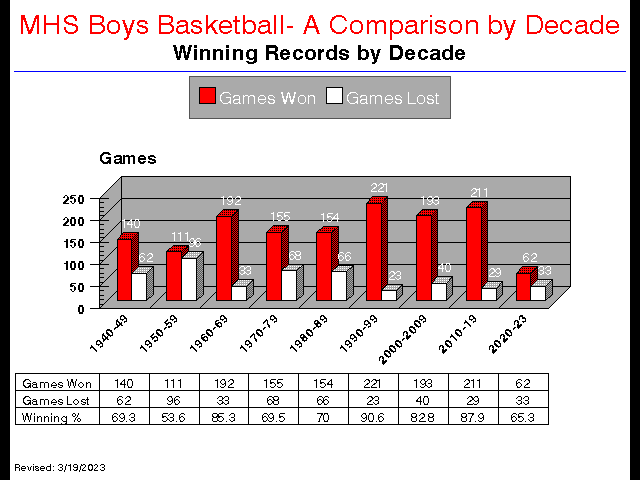 MHS Boys Basketball- A Comparison by Decade
Winning Records by Decade
Games Won Games Lost
Games
250
200
150
100
50
0
140 62 111 96 192 33 155 68 154 66 221 23 193 40 211 29 62 33
1940-49 1950-59 1960-69 1970-79 1980-89 1990-99 2000-2009 2010-19 2020-23
Games Won 140 111 192 155 154 221 193 211 62
Games Lost 62 96 33 68 66 23 40 29 33
Winning % 69.3 53.6 85.3 69.5 70 90.6 82.8 87.9 65.3
Revised: 3/19/2023